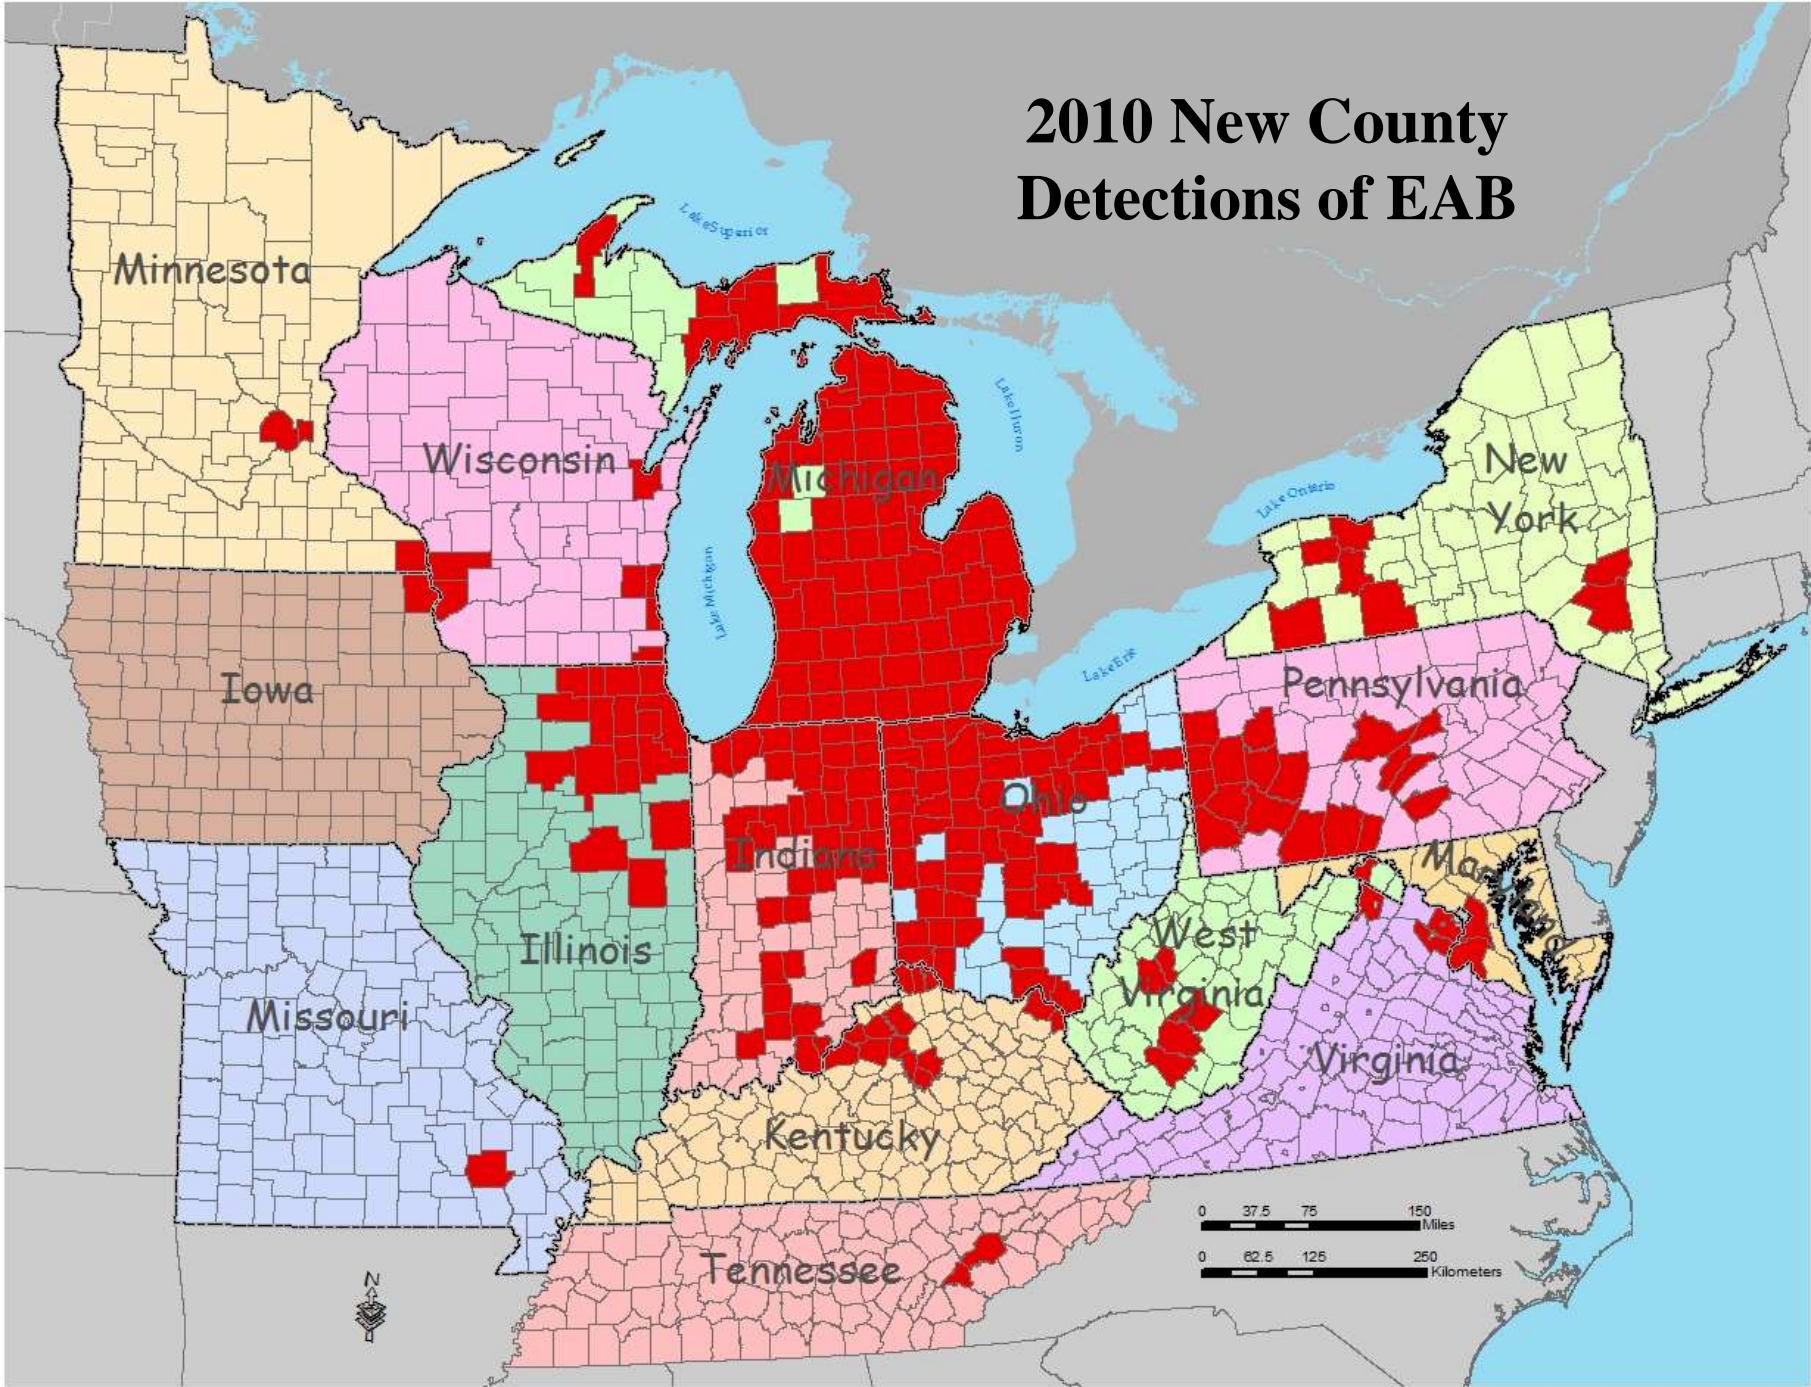 2010 New County
Detections of EAB
Lake Superior
Minnesota
Lake Huron
Wisconsin
Michigan
New
York
Lake Ontario
Lake Michigan
Lake Erie
Iowa
Pennsylvania
Ohio
Indiana
Maryland
Illinois
West
Virginia
Missouri
Virginia
Kentucky
Tennessee
0 37.5 75 150
Miles
0 62.5 125 250
Kilometers
N